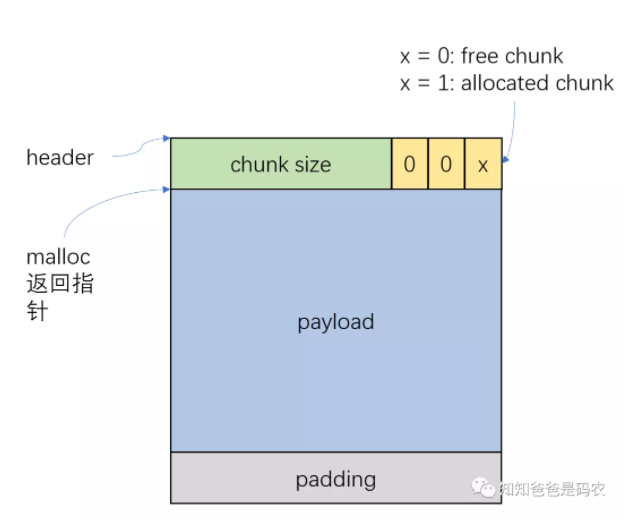 x = 0: free chunk
x = 1: allocated chunk
header
chunk size
0
0
x
malloc
返回指
针
payload
padding
知知爸爸是码农